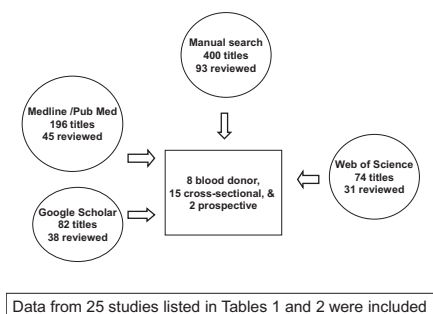 Manual search
400 titles
93 reviewed
Medline /Pub Med
196 titles
45 reviewed
Google Scholar
82 titles
38 reviewed
8 blood donor,
15 cross-sectional, &
2 prospective
Web of Science
74 titles
31 reviewed
Data from 25 studies listed in Tables 1 and 2 were included